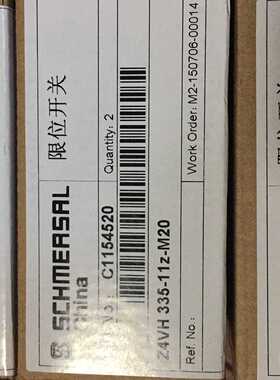 SCHMERSAL
China
限位开关
No.: C1154520
Quantity: 2
Z4VH 335-11z-M20
Ref. No.:
Work Order: M2-150706-00014